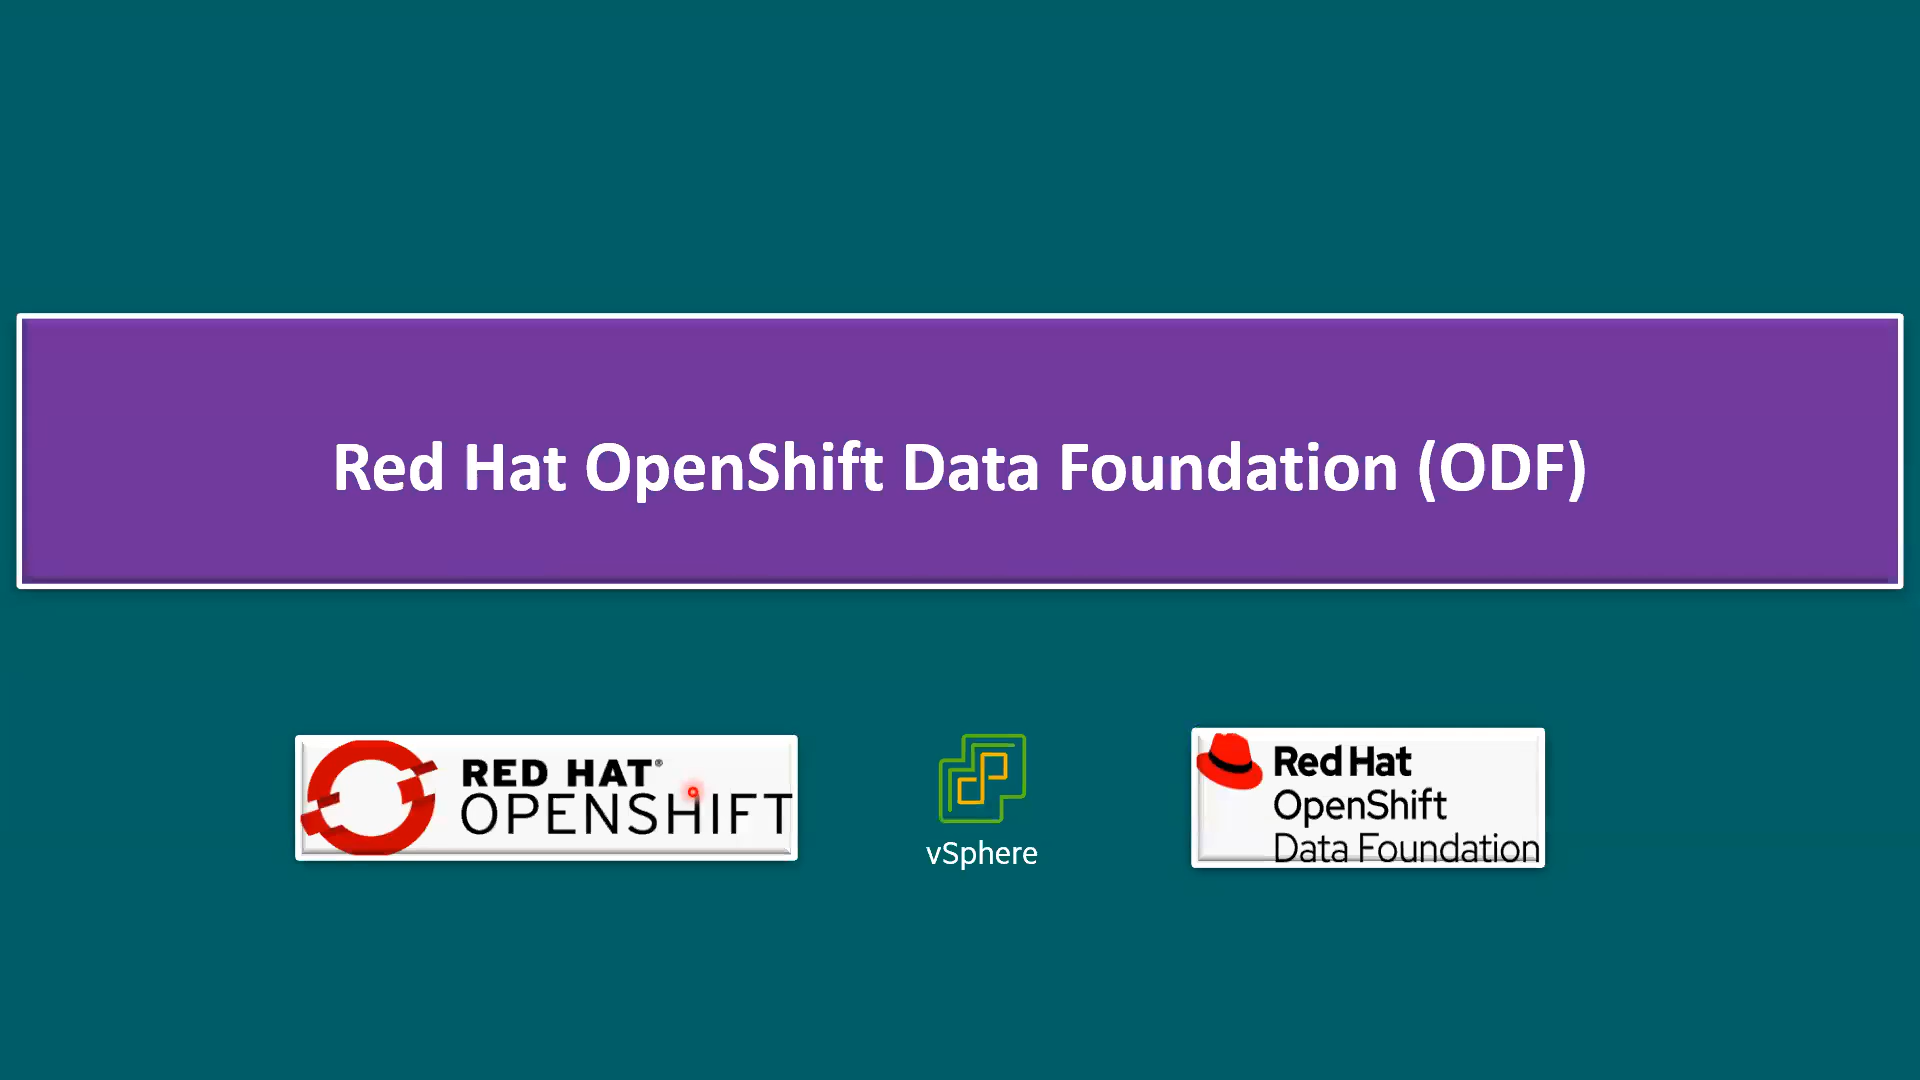 Red Hat OpenShift Data Foundation (ODF)
RED HAT®
OPENSHIFT
vSphere
Red Hat
OpenShift
Data Foundation